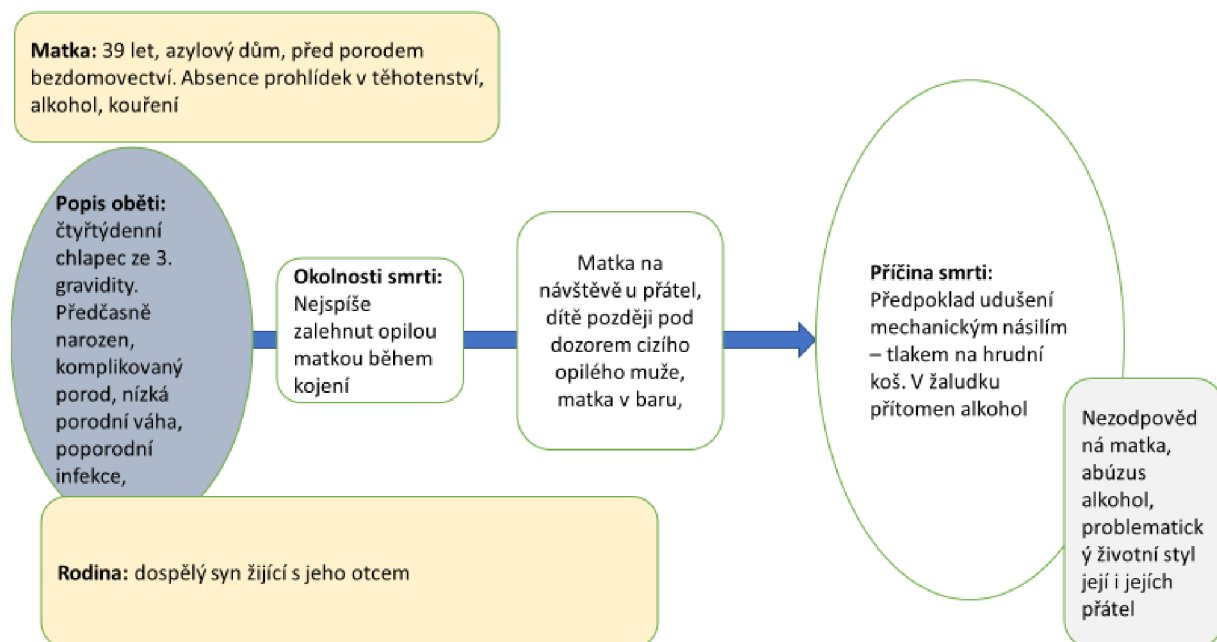 Matka: 39 let, azylový dům, před porodem
bezdomovectví. Absence prohlídek v těhotenství,
alkohol, kouření
Popis oběti:
čtyřtýdenní
chlapec ze 3.
gravidity.
Předčasně
narozen,
komplikovaný
porod, nízká
porodní váha,
poporodní
infekce,
Okolnosti smrti:
Nejspíše
zalehnut opilou
matkou během
kojení
Matka na
návštěvě u přátel,
dítě později pod
dozorem cizího
opilého muže,
matka v baru,
Příčina smrti:
Předpoklad udušení
mechanickým násilím
– tlakem na hrudní
koš. V žaludku
přítomen alkohol
Nezodpověd
ná matka,
abúzus
alkohol,
problematick
ý životní styl
její i jejích
přátel
Rodina: dospělý syn žijící s jeho otcem